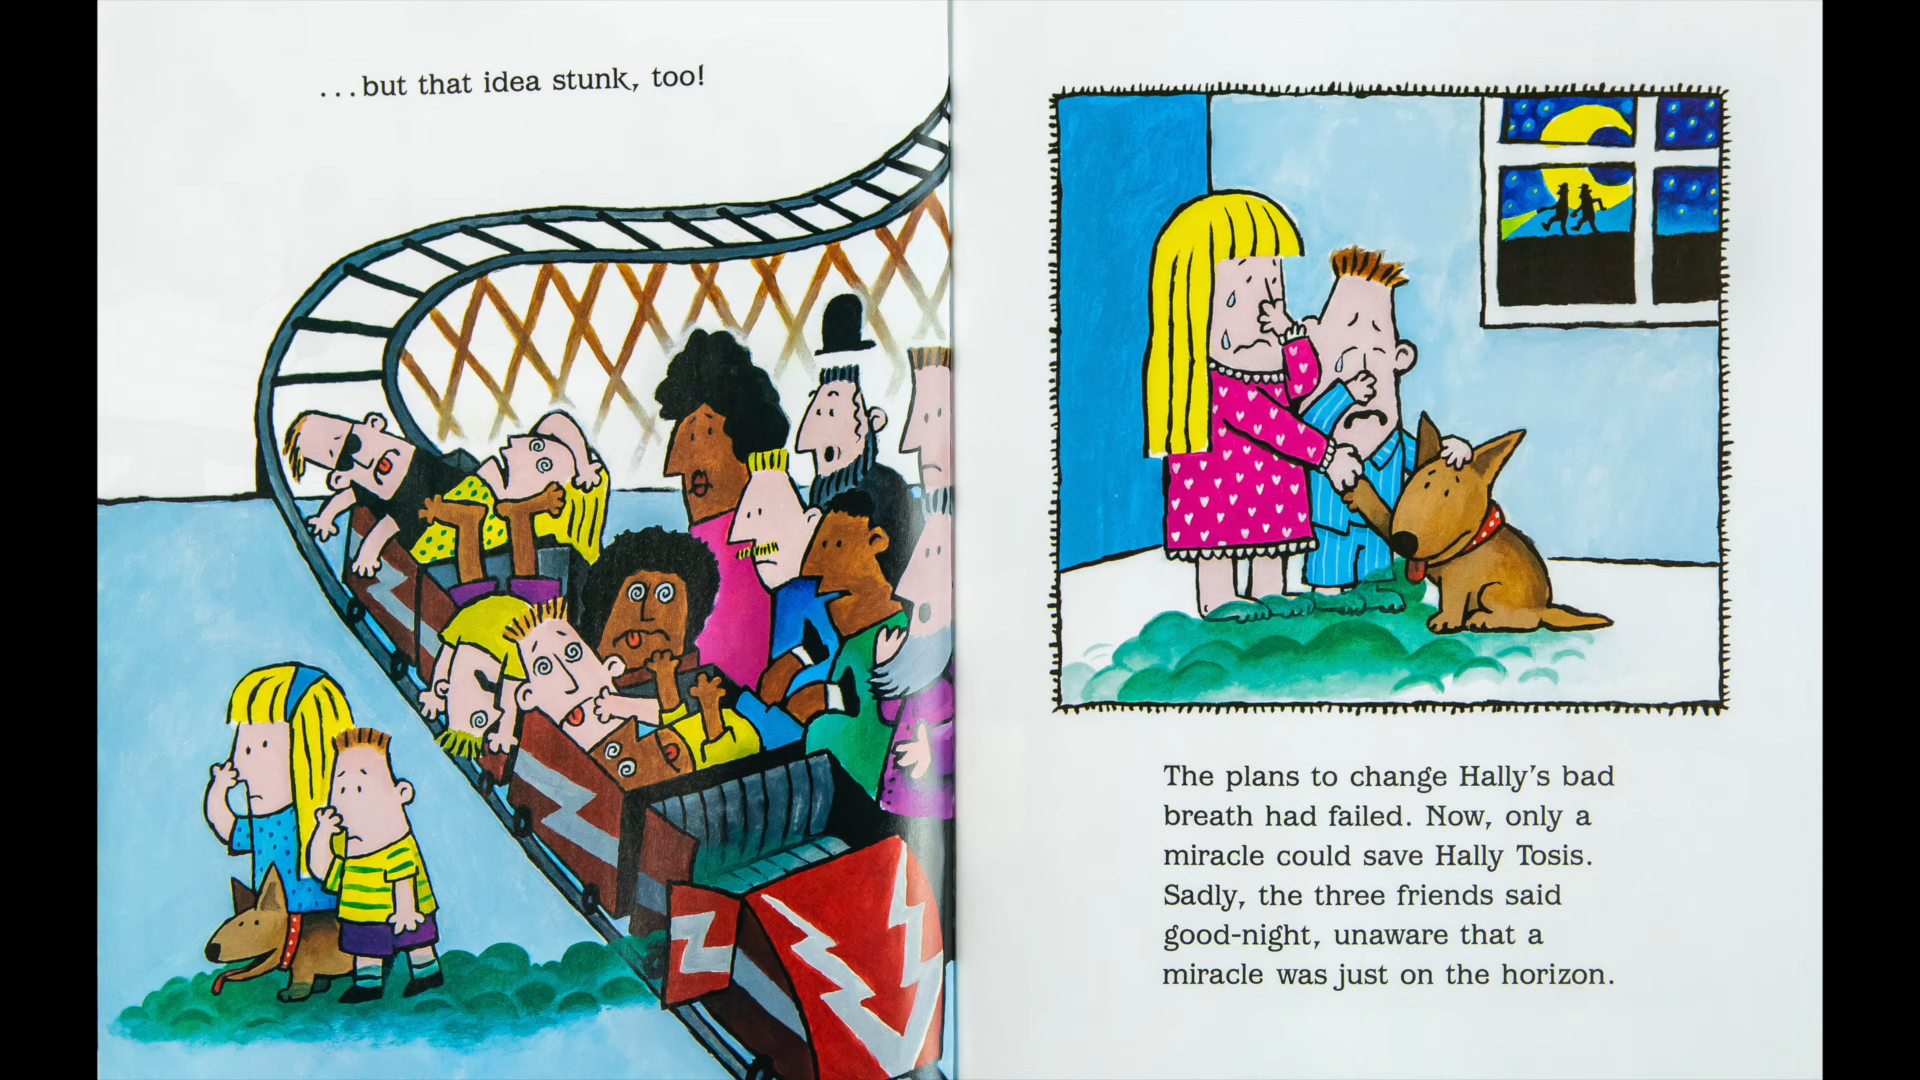 ...but that idea stunk, too!
The plans to change Hally's bad
breath had failed. Now, only a
miracle could save Hally Tosis.
Sadly, the three friends said
good-night, unaware that a
miracle was just on the horizon.